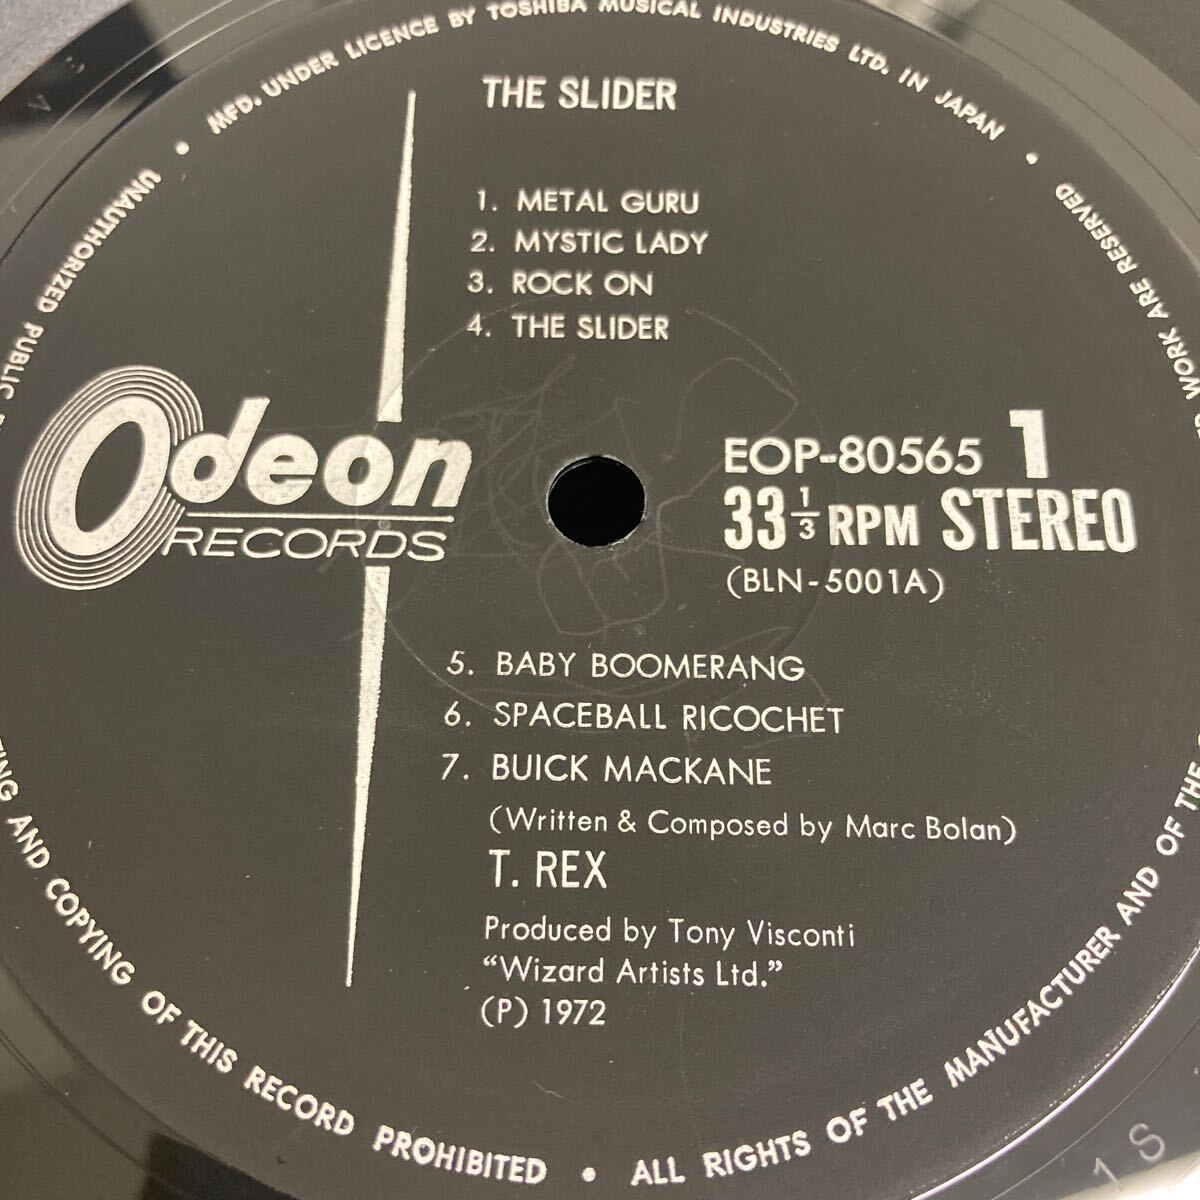 MFD. UNDER LICENCE BY TOSHIBA MUSICAL INDUSTRIES LTD. IN JAPAN •
THE SLIDER
1. METAL GURU
2. MYSTIC LADY
3. ROCK ON
4. THE SLIDER
Odeon
RECORDS
EOP-80565 1
33 1/3 RPM STEREO
(BLN-5001A)
5. BABY BOOMERANG
6. SPACEBALL RICOCHET
7. BUICK MACKANE
(Written & Composed by Marc Bolan)
T. REX
Produced by Tony Visconti
“Wizard Artists Ltd.”
(P) 1972
ALL RIGHTS OF THE MANUFACTURER AND OF THE
WORK ARE RESERVED
• UNAUTHORIZED PUBLIC
AND COPYING OF THIS RECORD PROHIBITED •
1 S